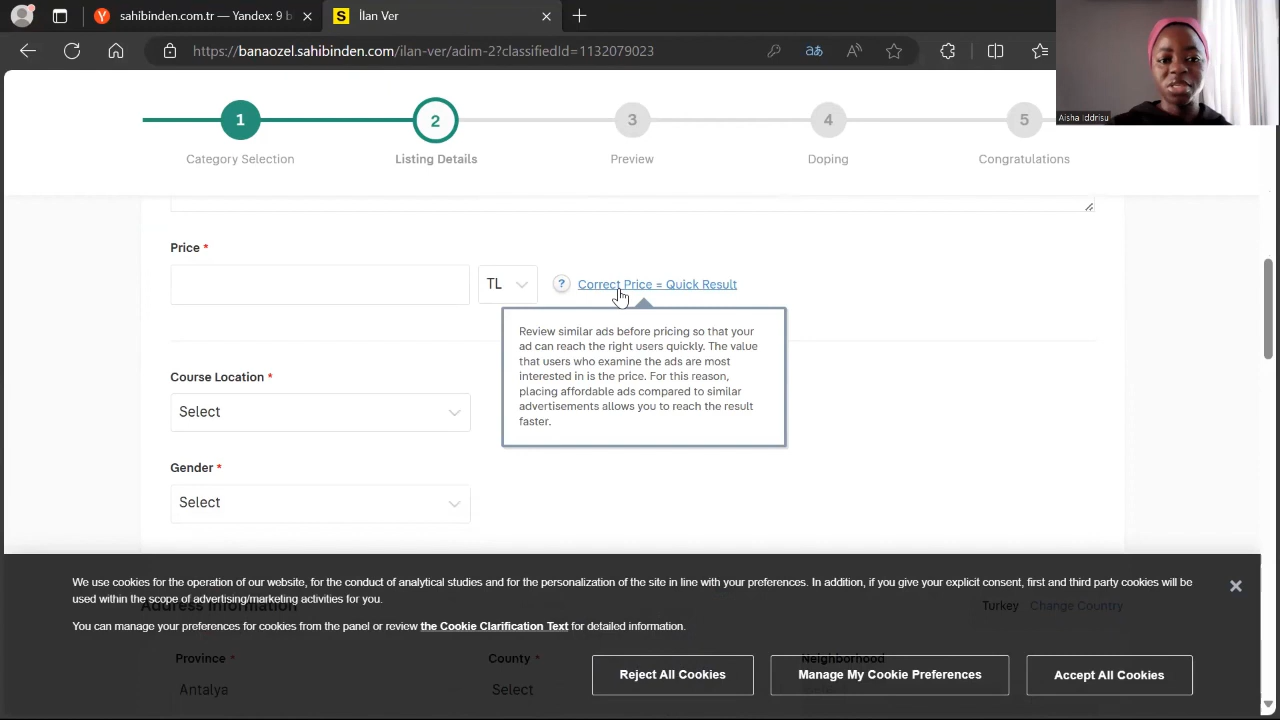 sahibinden.com.tr — Yandex: 9 b
İlan Ver
https://banaozel.sahibinden.com/ilan-ver/adim-2?classifiedId=1132079023
Aisha Iddrisu
1 2 3 4 5
Category Selection Listing Details Preview Doping Congratulations
Price *
TL ? Correct Price = Quick Result
Review similar ads before pricing so that your
ad can reach the right users quickly. The value
that users who examine the ads are most
interested in is the price. For this reason,
placing affordable ads compared to similar
advertisements allows you to reach the result
faster.
Course Location *
Select
Gender *
Select
We use cookies for the operation of our website, for the conduct of analytical studies and for the personalization of the site in line with your preferences. In addition, if you give your explicit consent, first and third party cookies will be
used within the scope of advertising/marketing activities for you.
Address Information Turkey Change Country
You can manage your preferences for cookies from the panel or review the Cookie Clarification Text for detailed information.
Province * County * Neighborhood
Reject All Cookies Manage My Cookie Preferences Accept All Cookies
Antalya Select